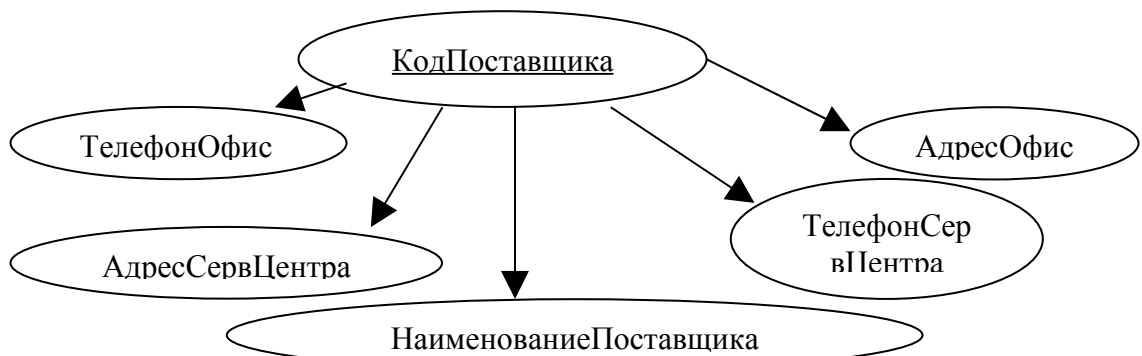 КодПоставщика
ТелефонОфис
АдресОфис
ТелефонСер
вЦентра
АдресСервЦентра
НаименованиеПоставщика